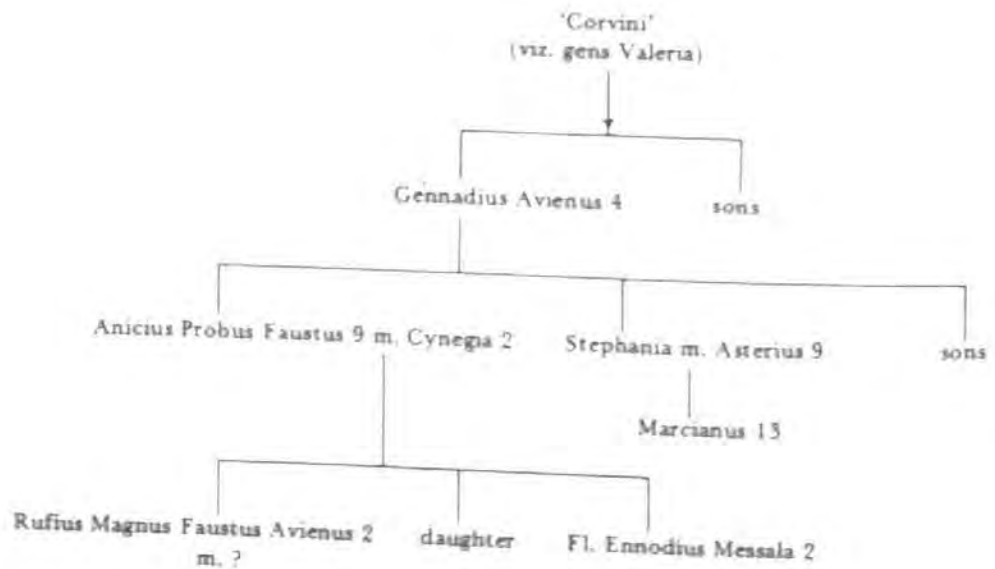 'Corvini'
(viz. gens Valeria)
Gennadius Avienus 4 sons
Anicius Probus Faustus 9 m. Cynegia 2 Stephania m. Asterius 9 sons
Marcianus 13
Rufius Magnus Faustus Avienus 2 daughter Fl. Ennodius Messala 2
m. ?